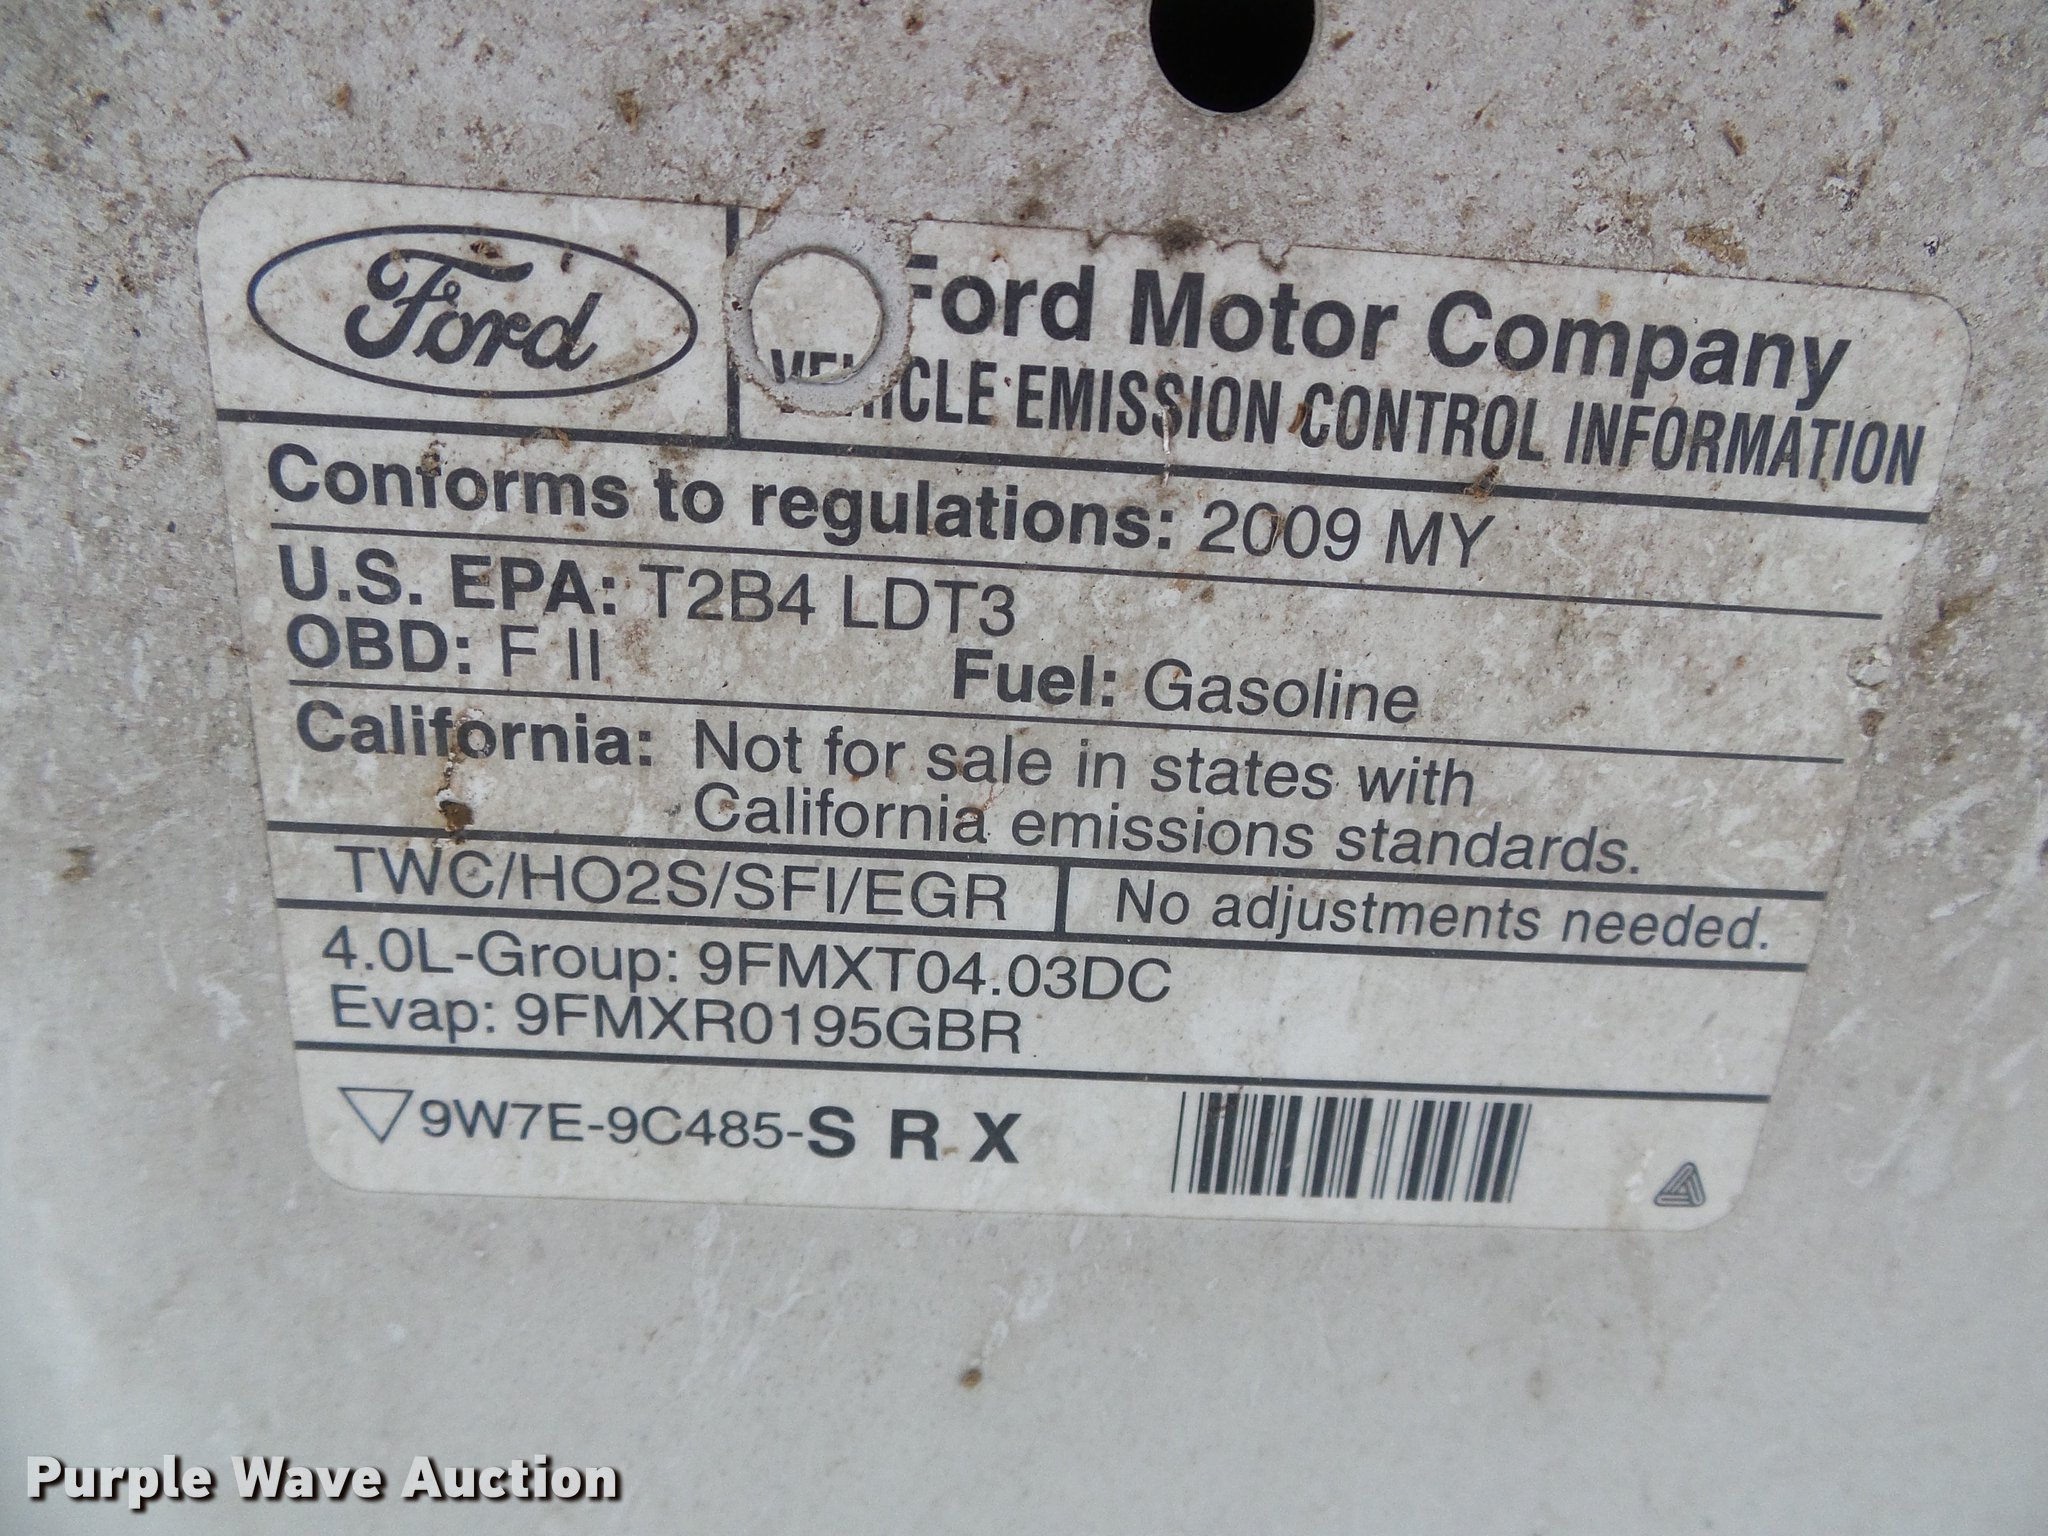 Ford
Ford Motor Company
VEHICLE EMISSION CONTROL INFORMATION
Conforms to regulations: 2009 MY
U.S. EPA: T2B4 LDT3
OBD: F II Fuel: Gasoline
California: Not for sale in states with
California emissions standards.
TWC/HO2S/SFI/EGR No adjustments needed.
4.0L-Group: 9FMXT04.03DC
Evap: 9FMXR0195GBR
9W7E-9C485-S R X
Purple Wave Auction